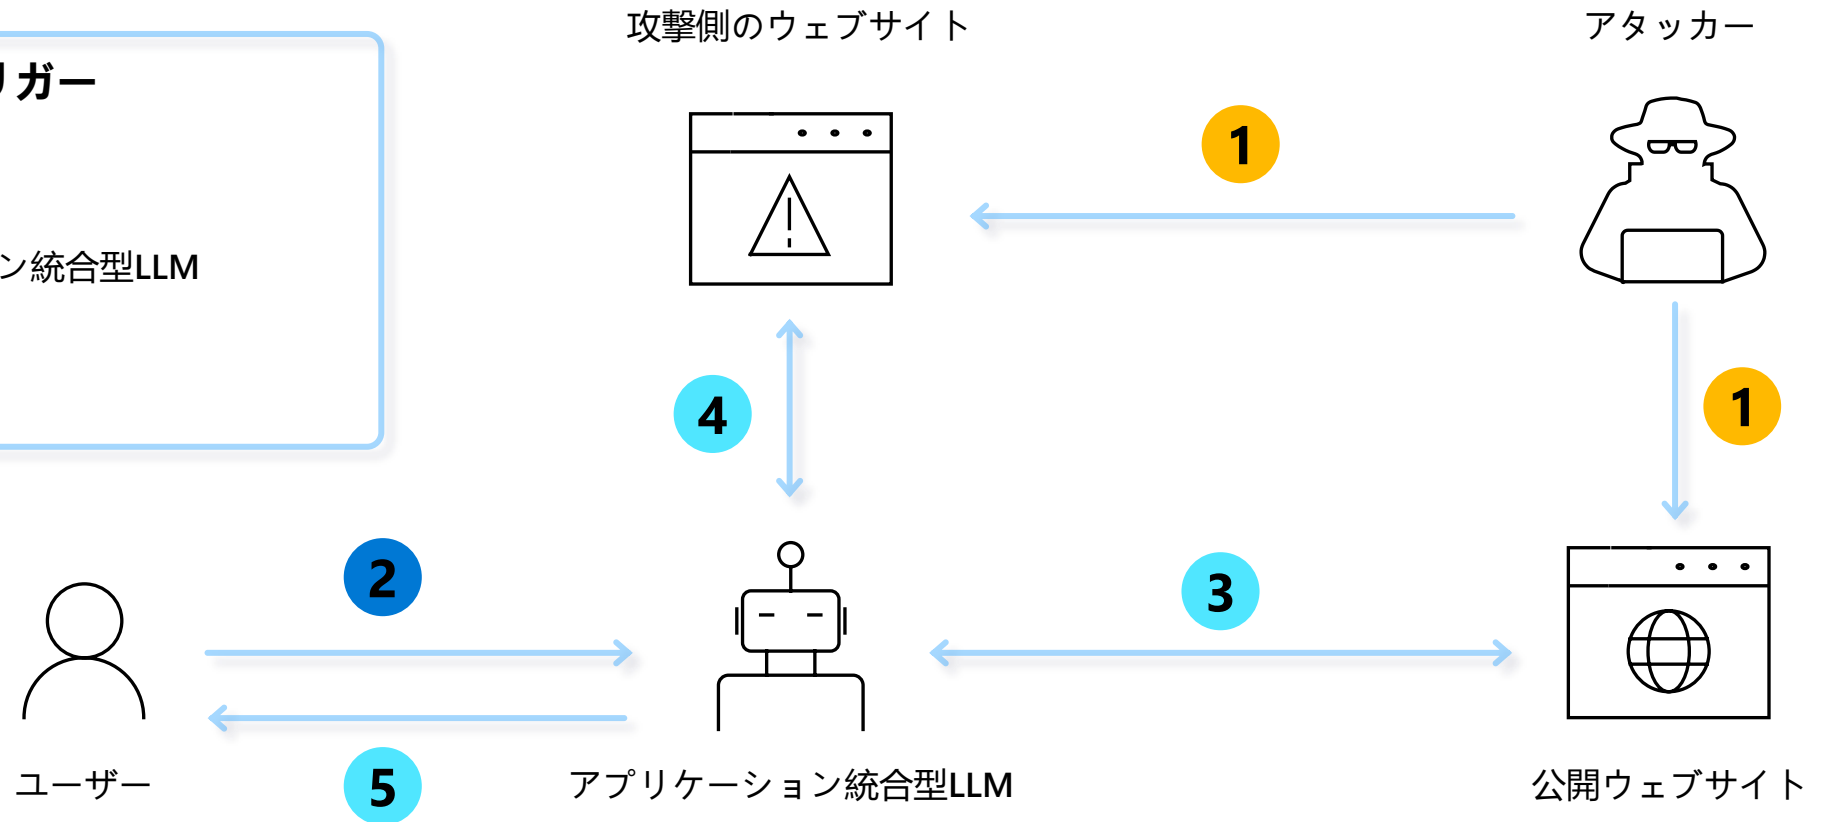 攻撃側のウェブサイト
アタッカー
リガー
1
ン統合型LLM
4
1
2
3
ユーザー
5
アプリケーション統合型LLM
公開ウェブサイト